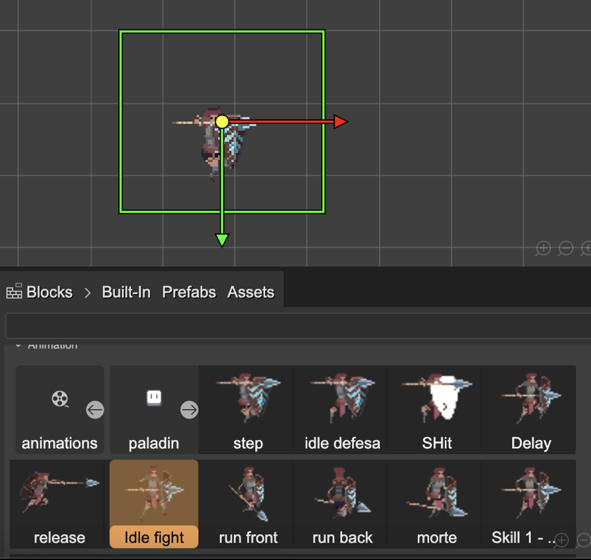 Blocks > Built-In Prefabs Assets
Animation
animations paladin step idle defesa SHit Delay
release Idle fight run front run back morte Skill 1 - ..